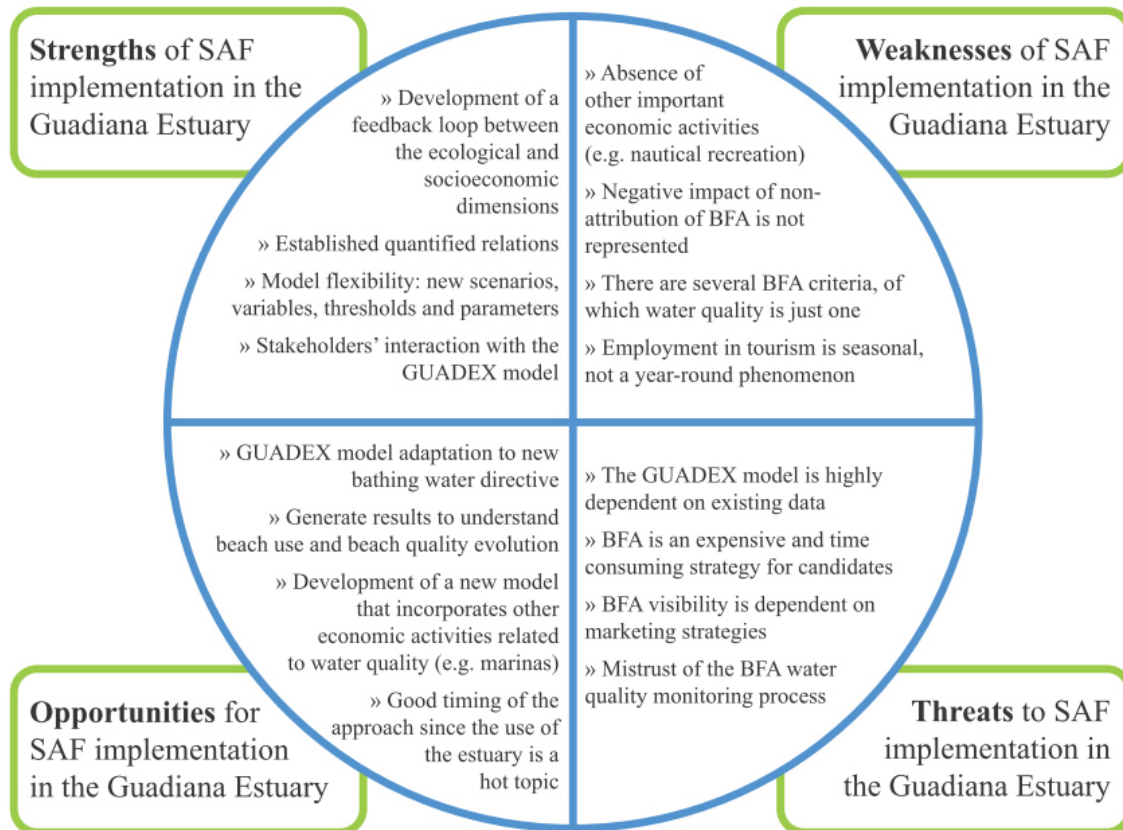 Strengths of SAF
implementation in the
Guadiana Estuary
» Development of a
feedback loop between
the ecological and
socioeconomic
dimensions
» Established quantified relations
» Model flexibility: new scenarios,
variables, thresholds and parameters
» Stakeholders’ interaction with the
GUADEX model
Weaknesses of SAF
implementation in the
Guadiana Estuary
» Absence of
other important
economic activities
(e.g. nautical recreation)
» Negative impact of non-
attribution of BFA is not
represented
» There are several BFA criteria, of
which water quality is just one
» Employment in tourism is seasonal,
not a year-round phenomenon
» GUADEX model adaptation to new
bathing water directive
» Generate results to understand
beach use and beach quality evolution
» Development of a new model
that incorporates other
economic activities related
to water quality (e.g. marinas)
» Good timing of the
approach since the use of
the estuary is a
hot topic
Opportunities for
SAF implementation
in the Guadiana Estuary
» The GUADEX model is highly
dependent on existing data
» BFA is an expensive and time
consuming strategy for candidates
» BFA visibility is dependent on
marketing strategies
» Mistrust of the BFA water
quality monitoring process
Threats to SAF
implementation in
the Guadiana Estuary